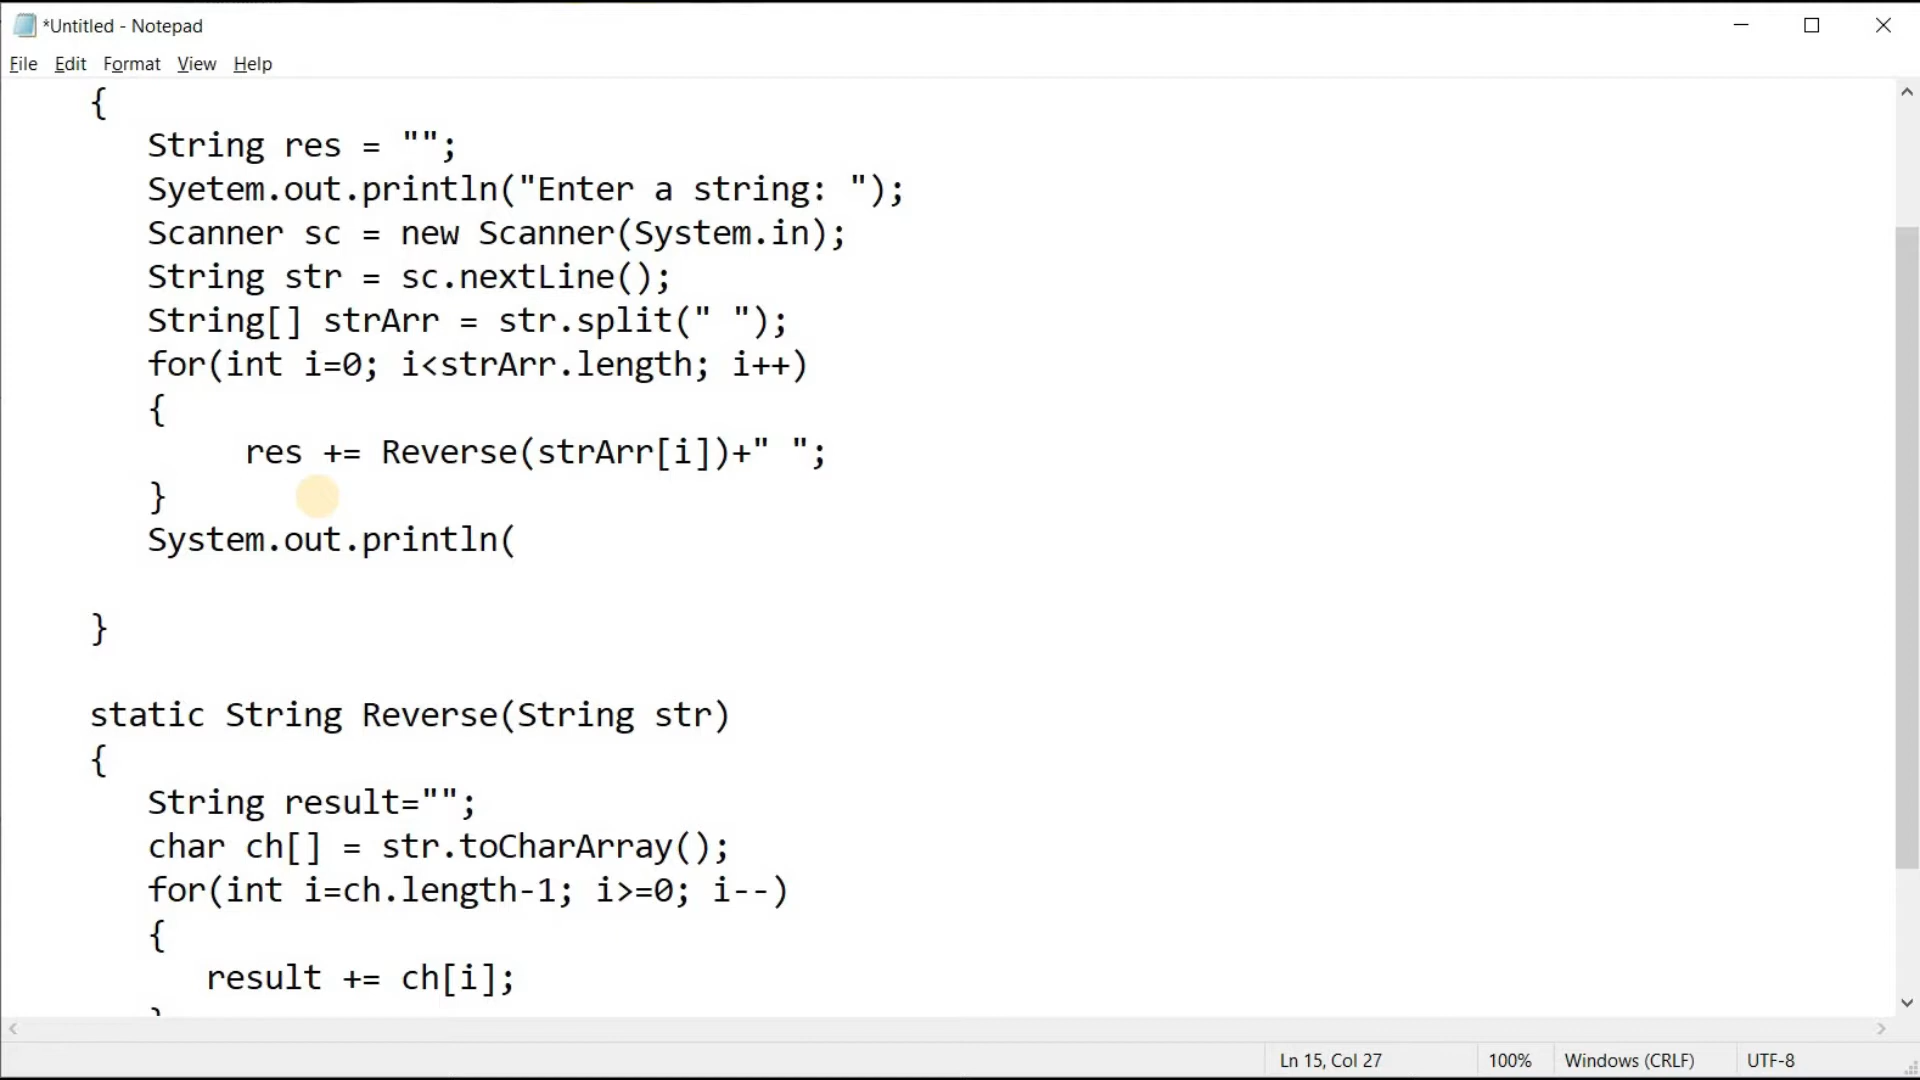 *Untitled - Notepad
File Edit Format View Help
{
String res = "";
Syetem.out.println("Enter a string: ");
Scanner sc = new Scanner(System.in);
String str = sc.nextLine();
String[] strArr = str.split(" ");
for(int i=0; i<strArr.length; i++)
{
res += Reverse(strArr[i])+" ";
}
System.out.println(
}
static String Reverse(String str)
{
String result="";
char ch[] = str.toCharArray();
for(int i=ch.length-1; i>=0; i--)
{
result += ch[i];
}
Ln 15, Col 27 100% Windows (CRLF) UTF-8